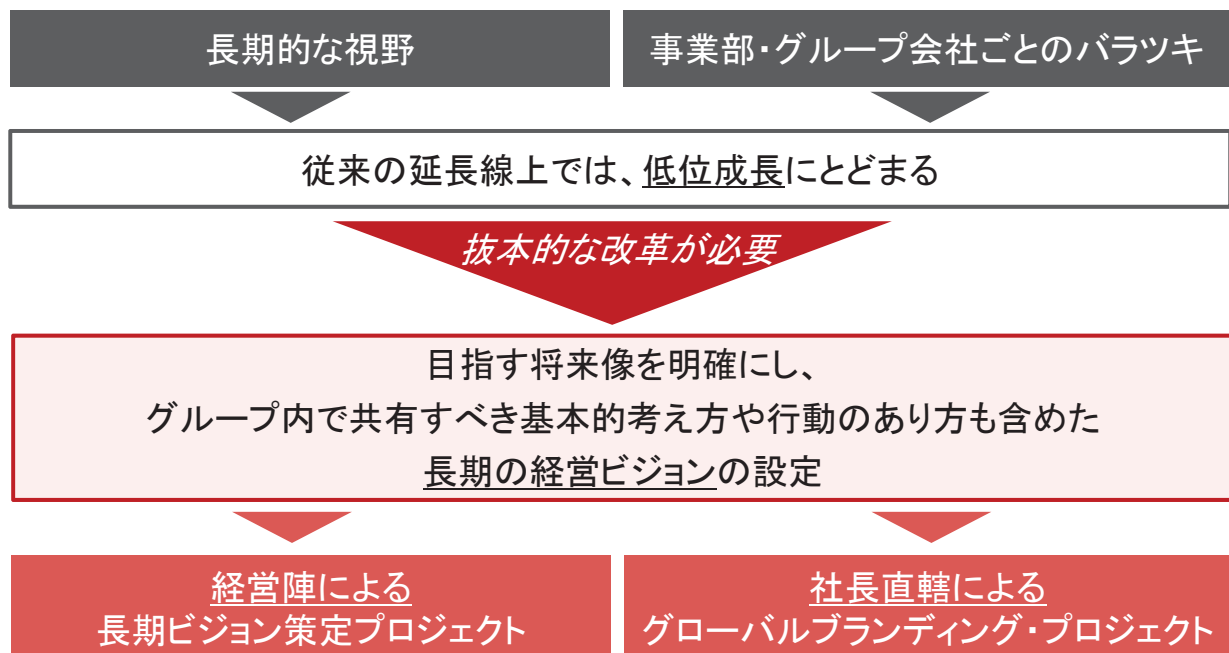 長期的な視野
事業部・グループ会社ごとのバラツキ
従来の延長線上では、低位成長にとどまる
抜本的な改革が必要
目指す将来像を明確にし、
グループ内で共有すべき基本的考え方や行動のあり方も含めた
長期の経営ビジョンの設定
経営陣による
長期ビジョン策定プロジェクト
社長直轄による
グローバルブランディング・プロジェクト